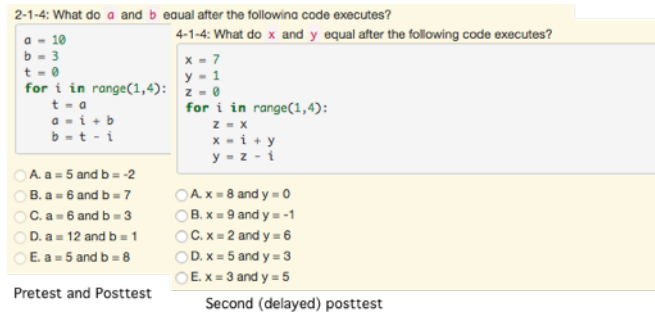 2-1-4: What do a and b equal after the following code executes?
a = 10
b = 3
t = 0
for i in range(1,4):
t = a
a = i + b
b = t - i
A. a = 5 and b = -2
B. a = 6 and b = 7
C. a = 6 and b = 3
D. a = 12 and b = 1
E. a = 5 and b = 8
Pretest and Posttest
4-1-4: What do x and y equal after the following code executes?
x = 7
y = 1
z = 0
for i in range(1,4):
z = x
x = i + y
y = z - i
A. x = 8 and y = 0
B. x = 9 and y = -1
C. x = 2 and y = 6
D. x = 5 and y = 3
E. x = 3 and y = 5
Second (delayed) posttest